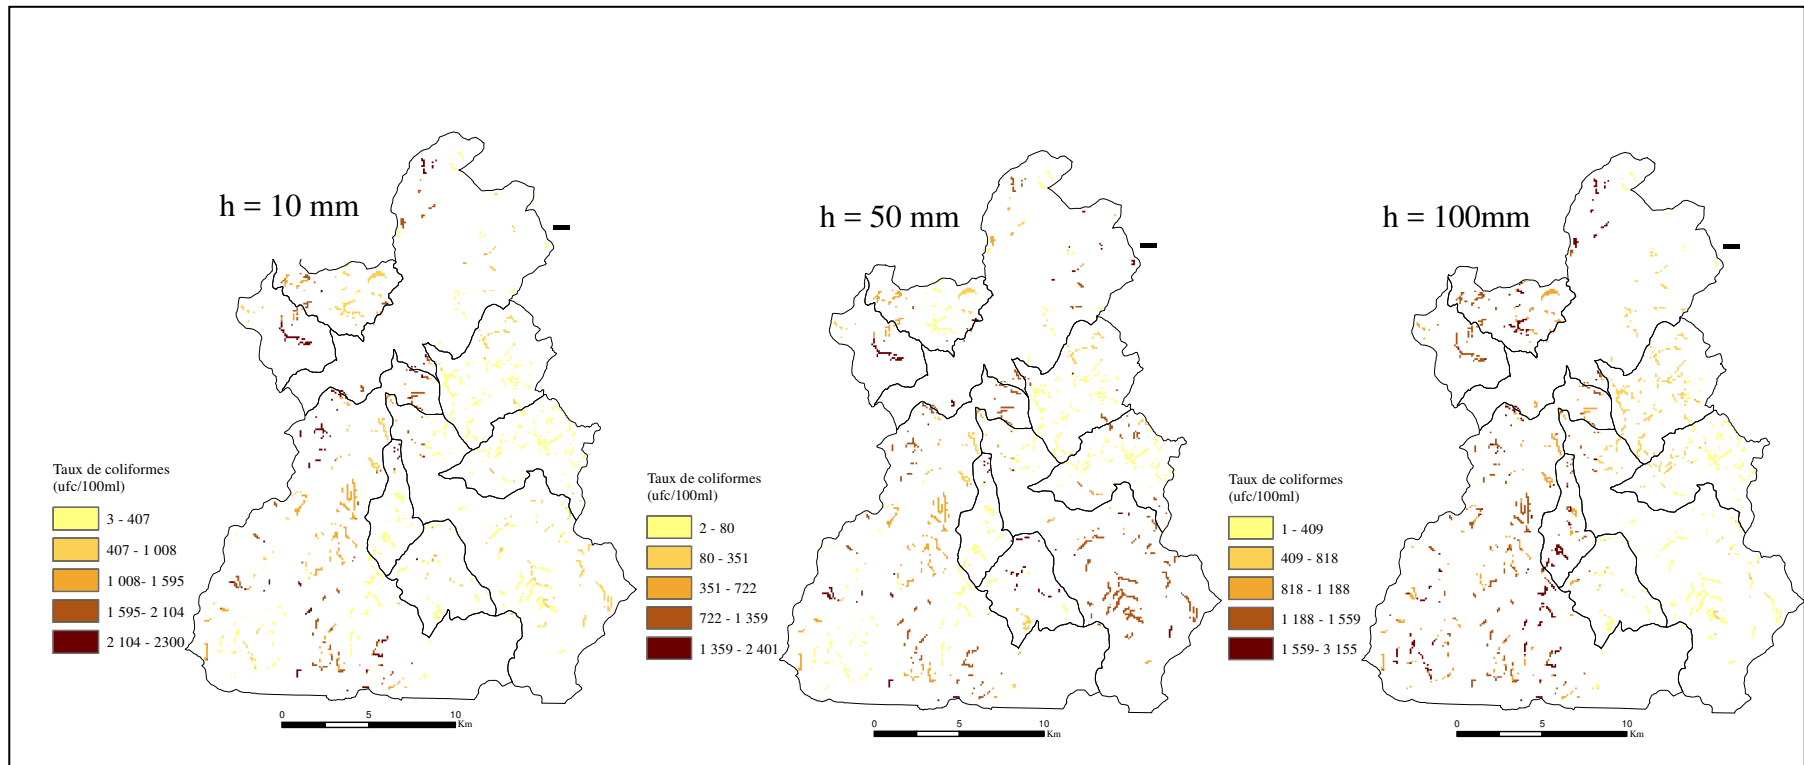 h = 10 mm
Taux de coliformes
(ufc/100ml)
3 - 407
407 - 1 008
1 008- 1 595
1 595- 2 104
2 104 - 2300
0 5 10
Km
h = 50 mm
Taux de coliformes
(ufc/100ml)
2 - 80
80 - 351
351 - 722
722 - 1 359
1 359 - 2 401
0 5 10
Km
h = 100mm
Taux de coliformes
(ufc/100ml)
1 - 409
409 - 818
818 - 1 188
1 188 - 1 559
1 559- 3 155
0 5 10
Km